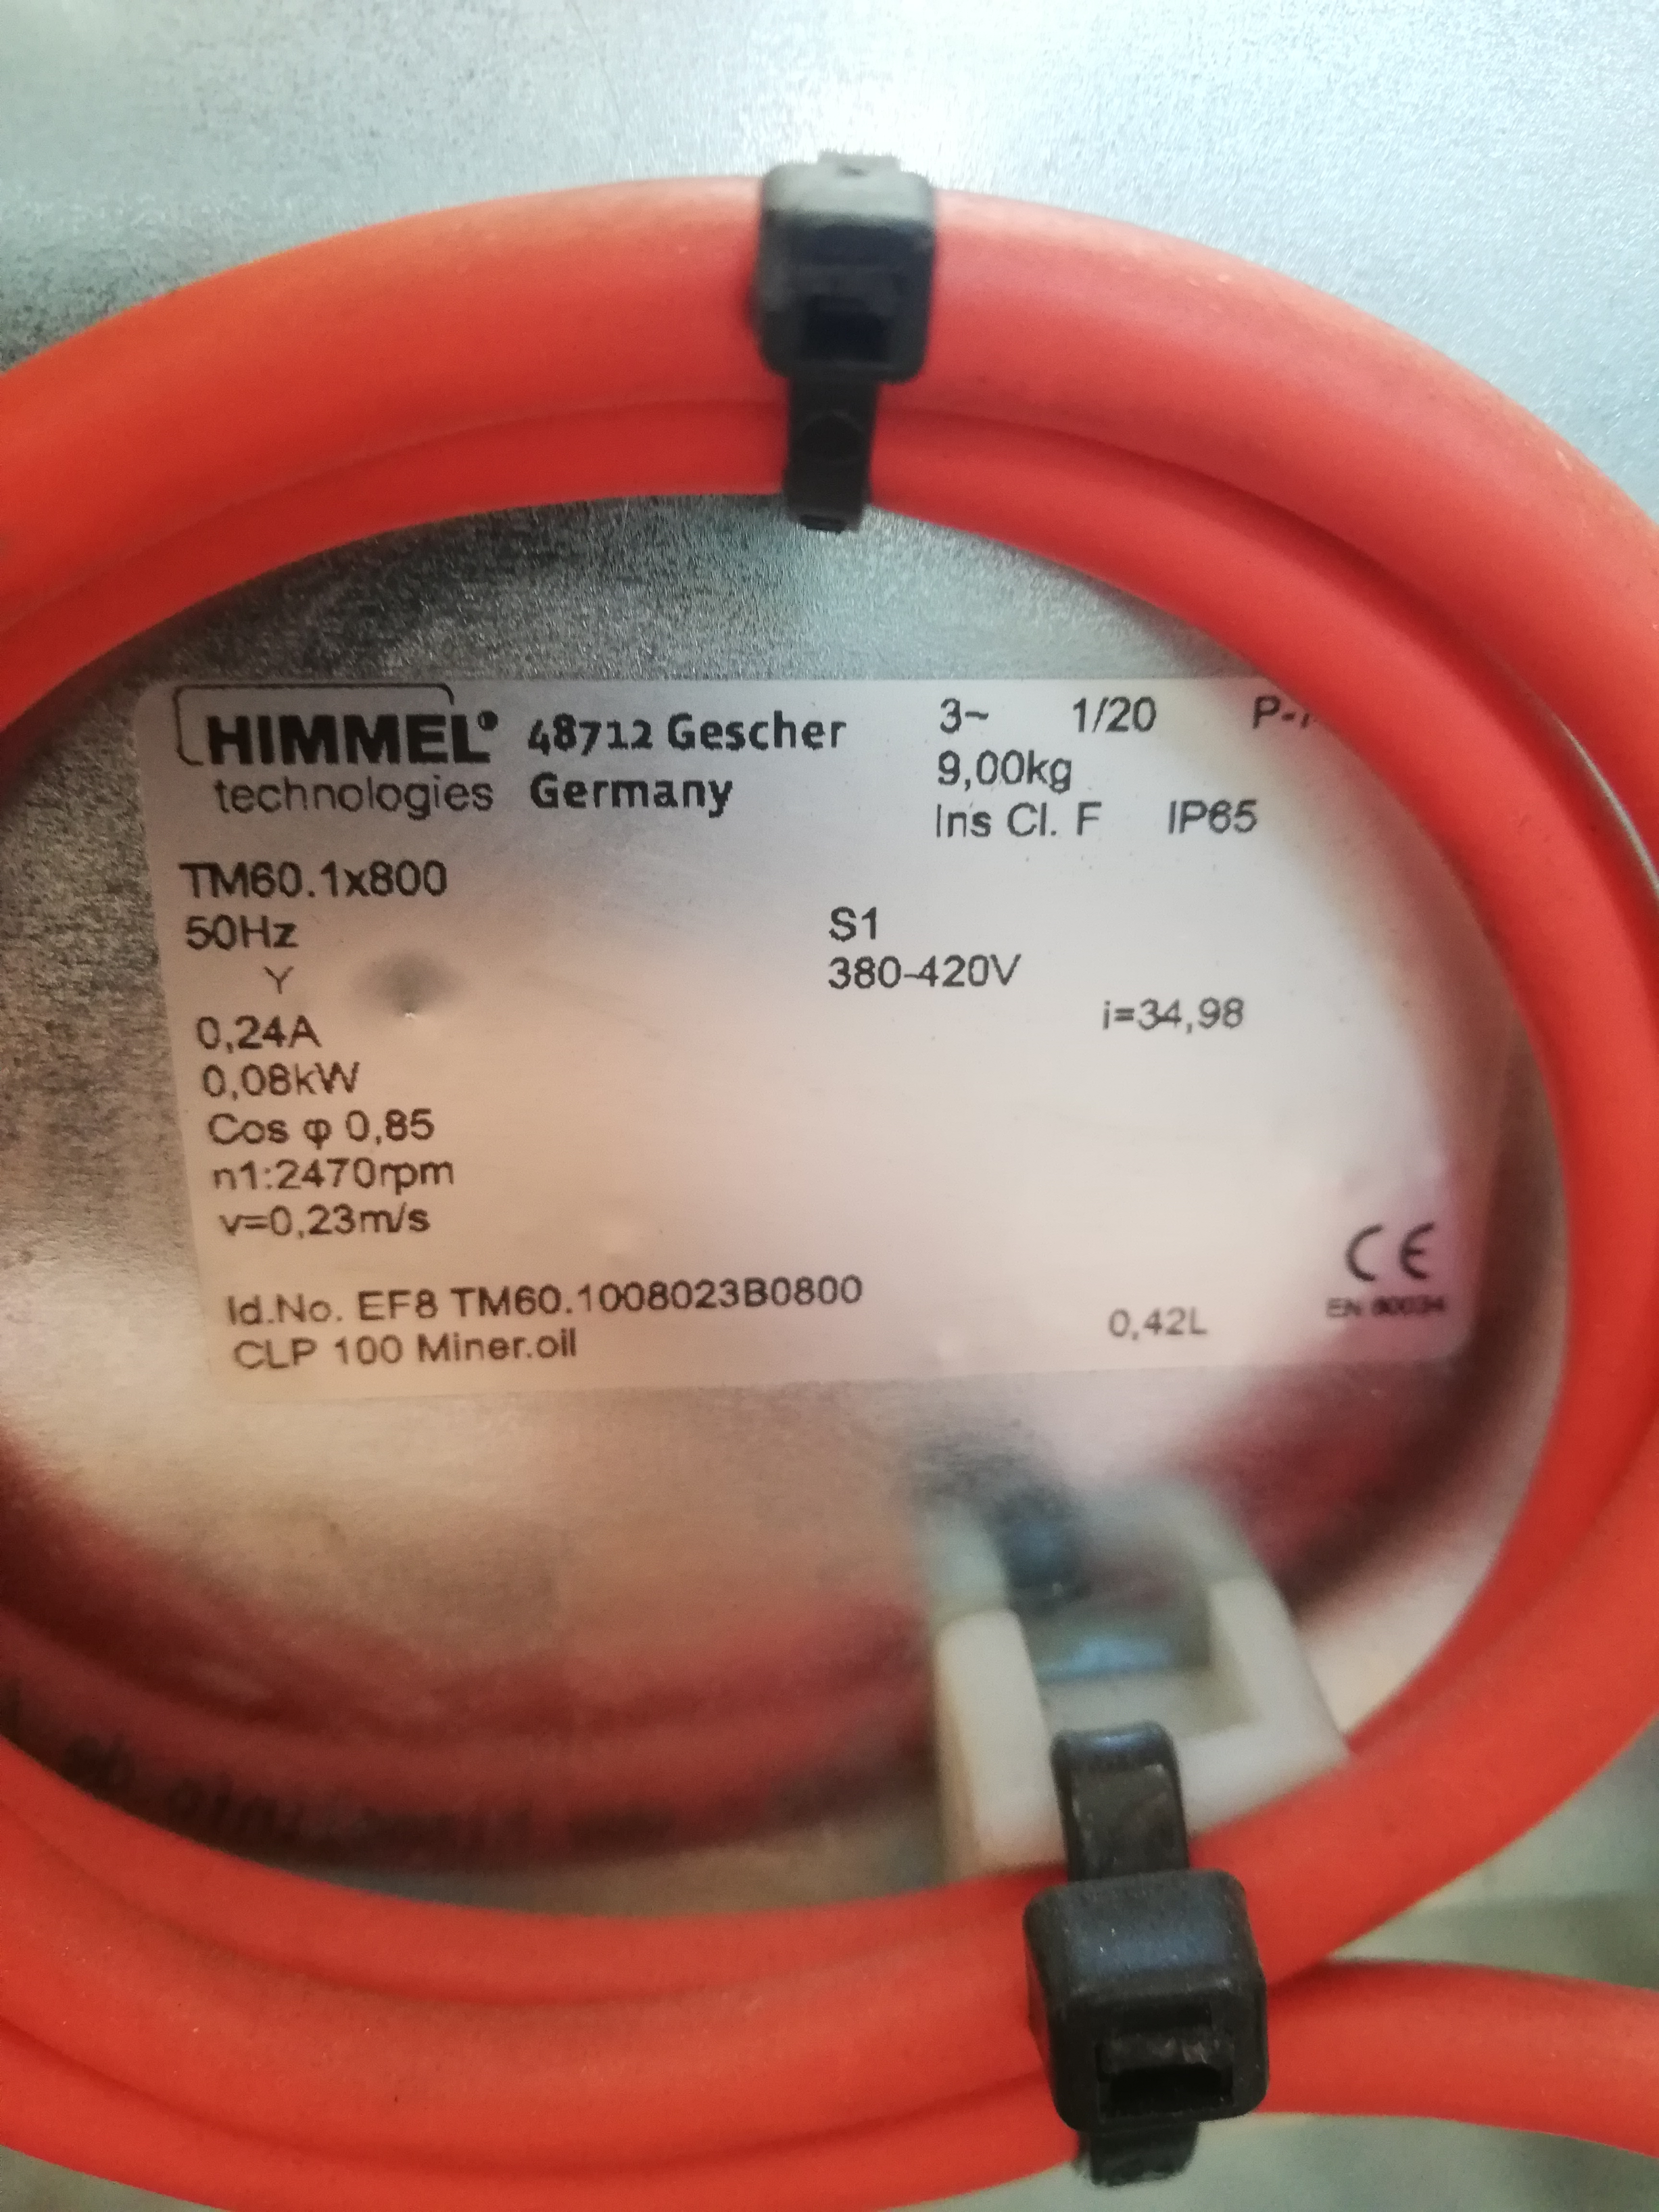 HIMMEL® 48712 Gescher
technologies Germany
3~ 1/20
9,00kg
Ins Cl. F IP65
TM60.1x800
50Hz S1
Y 380-420V
i=34,98
0,24A
0,08kW
Cos φ 0,85
n1:2470rpm
v=0,23m/s
Id.No. EF8 TM60.1008023B0800
CLP 100 Miner.oil 0,42L
CE
EN 60034